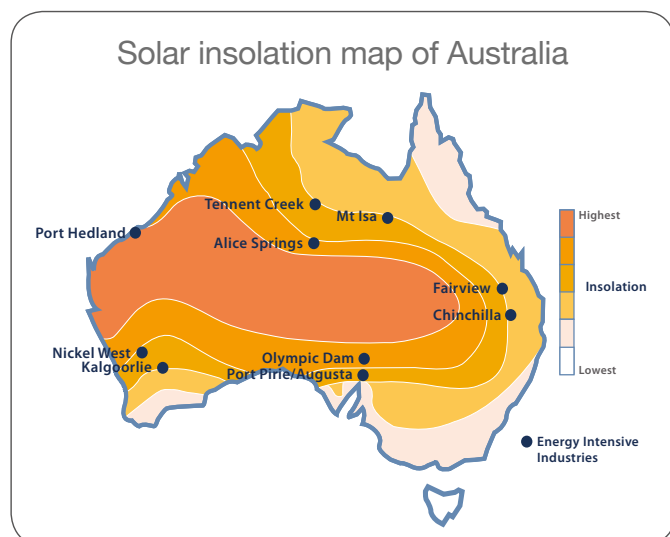 Solar insolation map of Australia
Tennent Creek
Mt Isa
Port Hedland
Alice Springs
Highest
Insolation
Fairview
Chinchilla
Nickel West
Olympic Dam
Kalgoorlie
Port Pirie/Augusta
Lowest
Energy Intensive
Industries